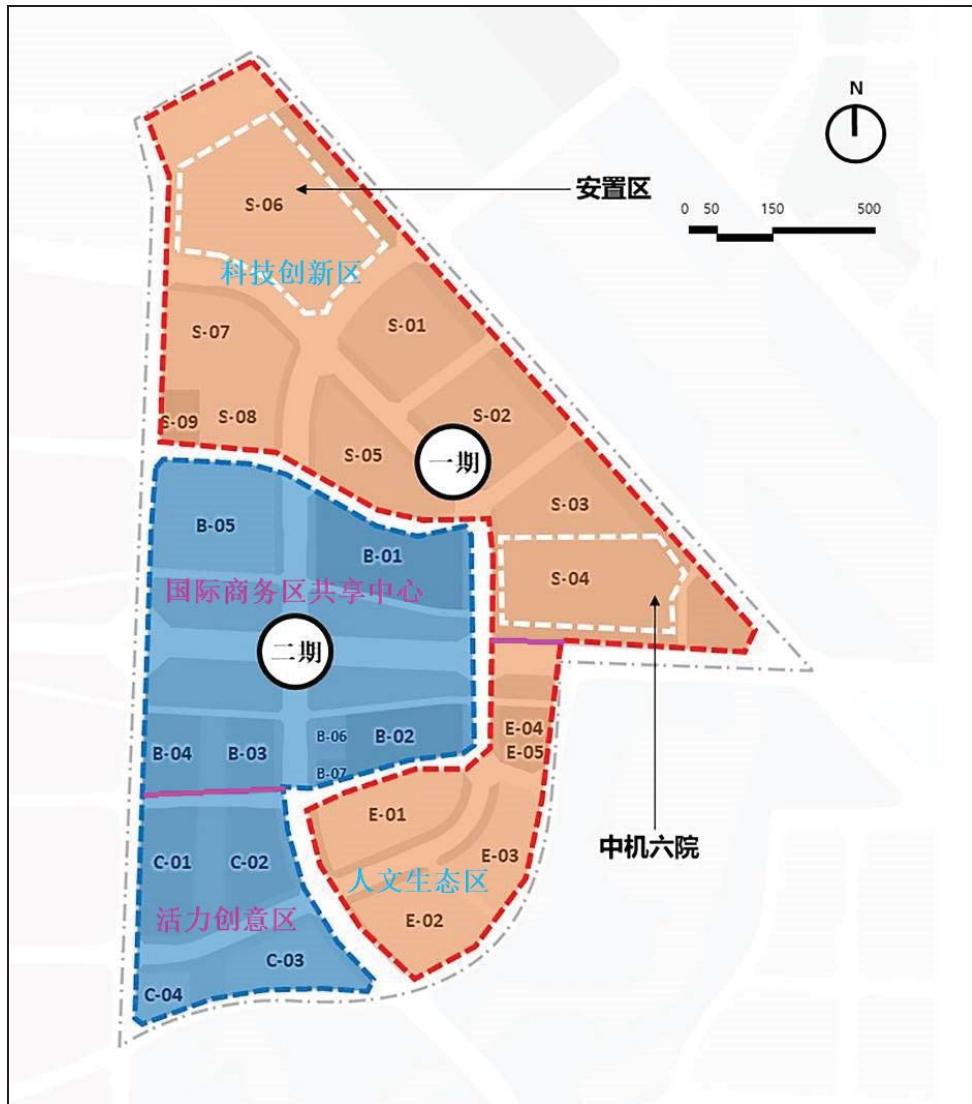 N
0 50 150 500
安置区
S-06
科技创新区
S-01
S-07
S-02
S-09
S-08
S-05
一期
S-03
B-05
B-01
S-04
国际商务区共享中心
二期
E-04
B-06
B-02
B-04
B-03
E-05
B-07
E-01
中机六院
C-01
C-02
E-03
人文生态区
活力创意区
E-02
C-03
C-04